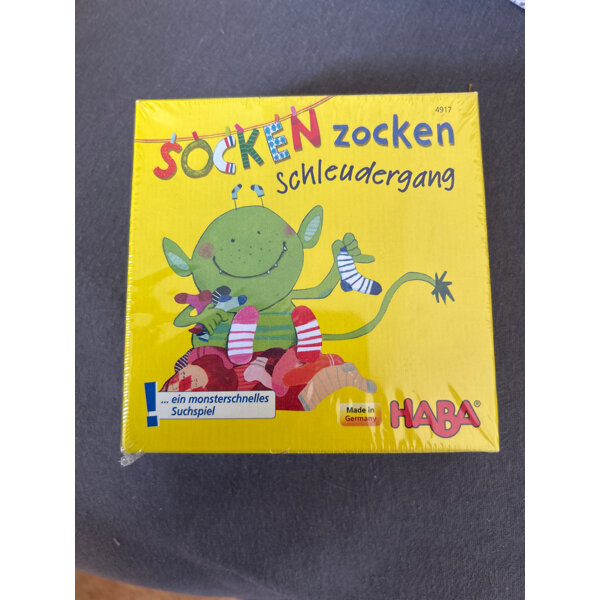 4917
SOCKEN zocken
Schleudergang
! ... ein monsterschnelles
Suchspiel
Made in
Germany
HABA®